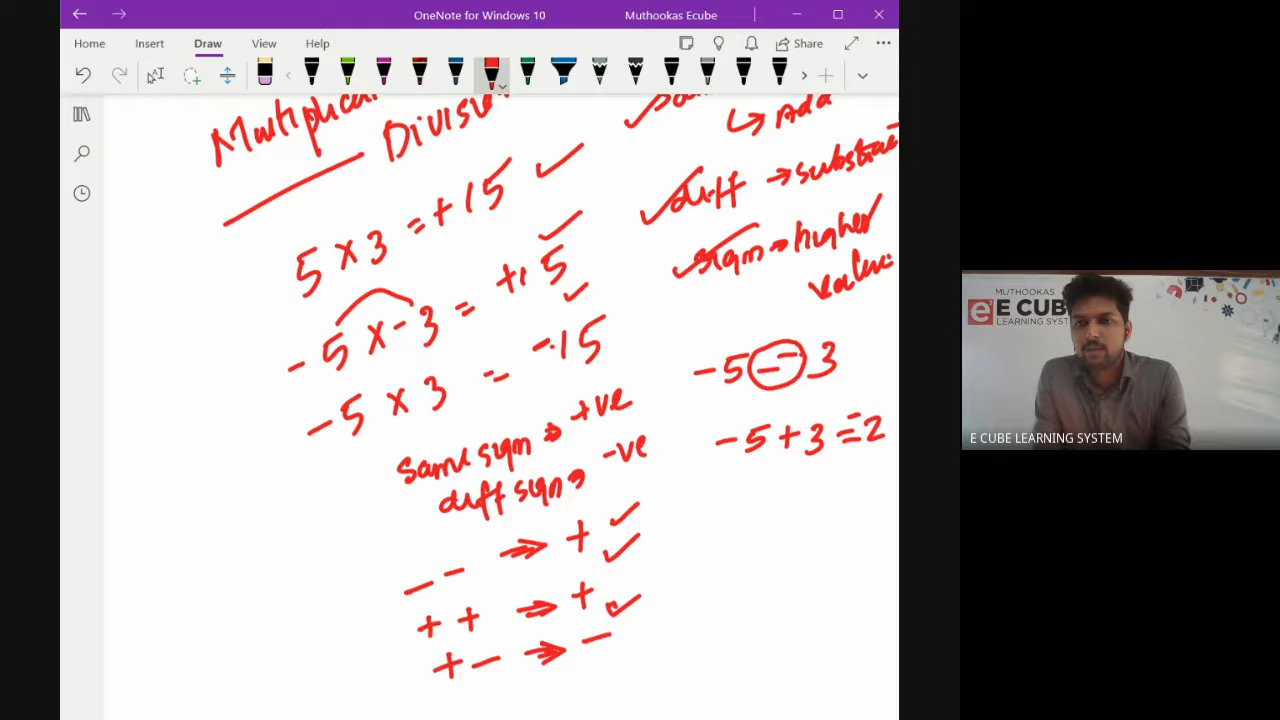 OneNote for Windows 10
Muthookas Ecube
Home Insert Draw View Help
Share
Division
5 × 3 = +15
- 5 × - 3 = +15
- 5 × 3 = -15
same sign → +ve
diff sign → -ve
- - → +
+ + → +
+ - → -
→ Add
diff →
sign → higher
value
- 5 - - 3
- 5 + 3 = -2
MUTHOOKAS
E CUBE
LEARNING SYSTEM
E CUBE LEARNING SYSTEM